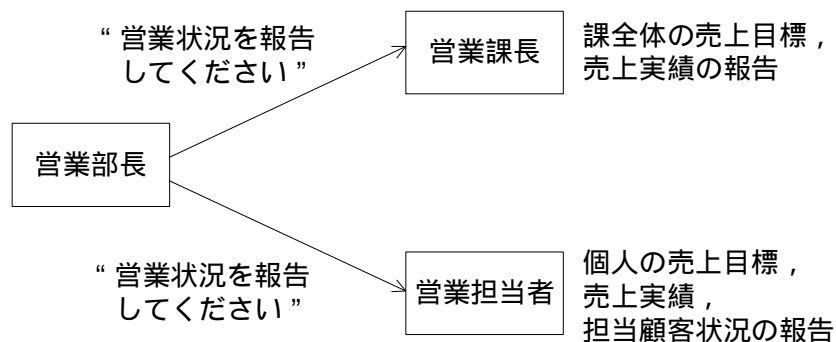 “ 営業状況を報告
してください ”
営業課長
課全体の売上目標，
売上実績の報告
営業部長
“ 営業状況を報告
してください ”
営業担当者
個人の売上目標，
売上実績，
担当顧客状況の報告